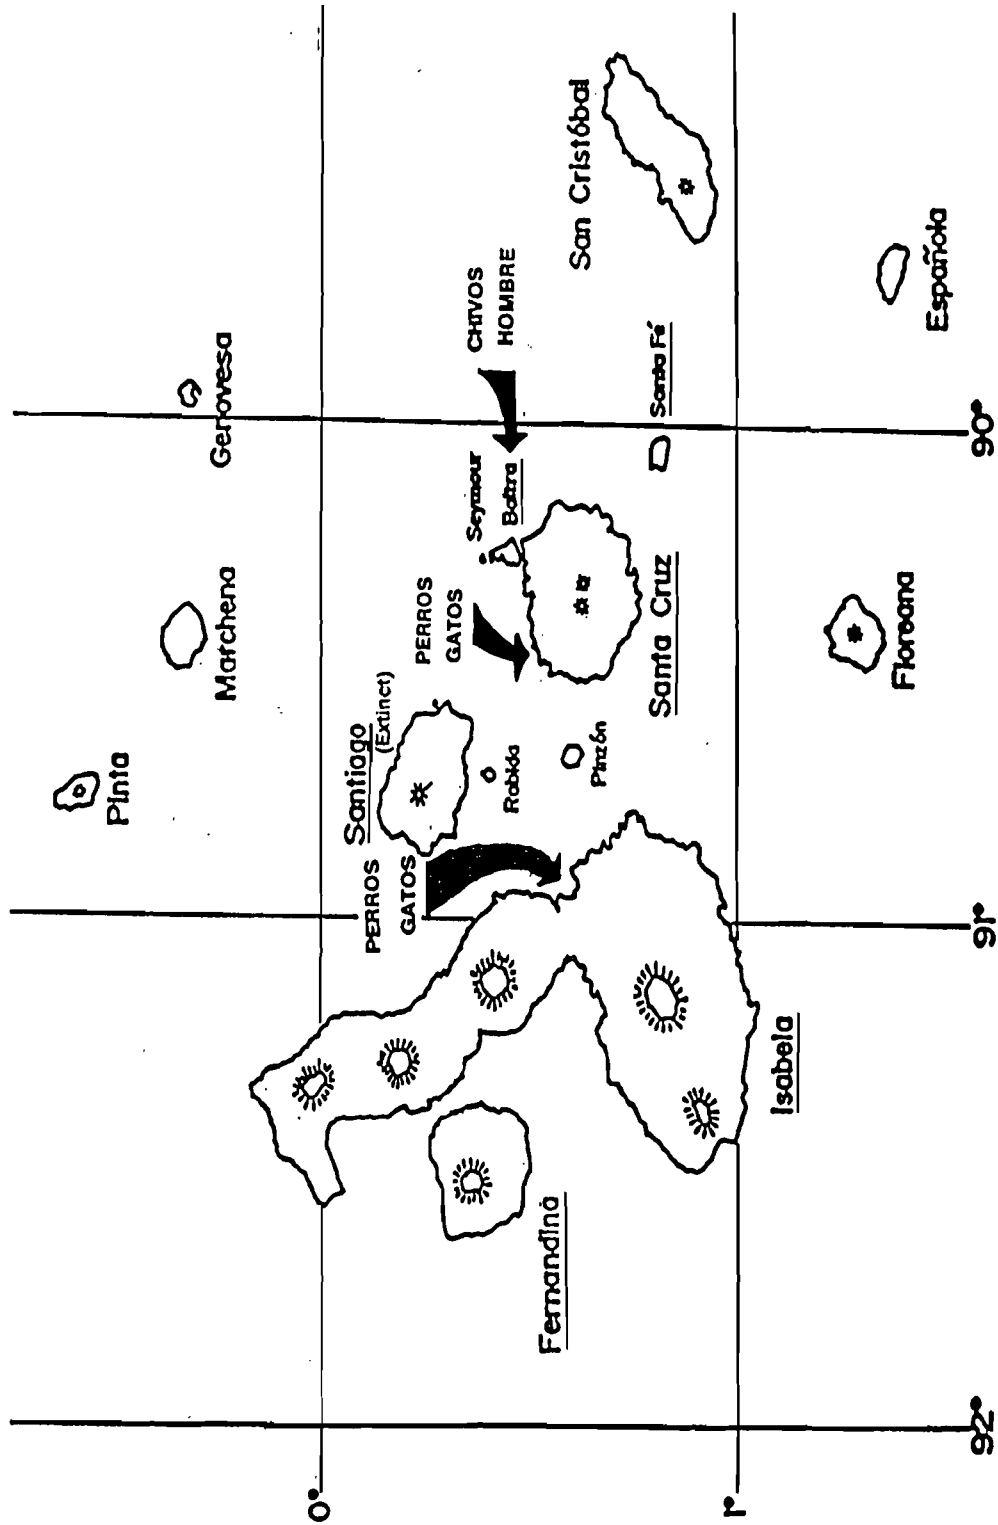 Pinta
Marchena
Genovesa
0°
PERROS
GATOS
Santiago
(Extinct)
PERROS
GATOS
Seymour
Baltra
CHIVOS
HOMBRE
Rabida
Pinzón
San Cristóbal
Fernandina
Santa Cruz
Santa Fé
1°
Isabela
Floreana
Española
92°
91°
90°